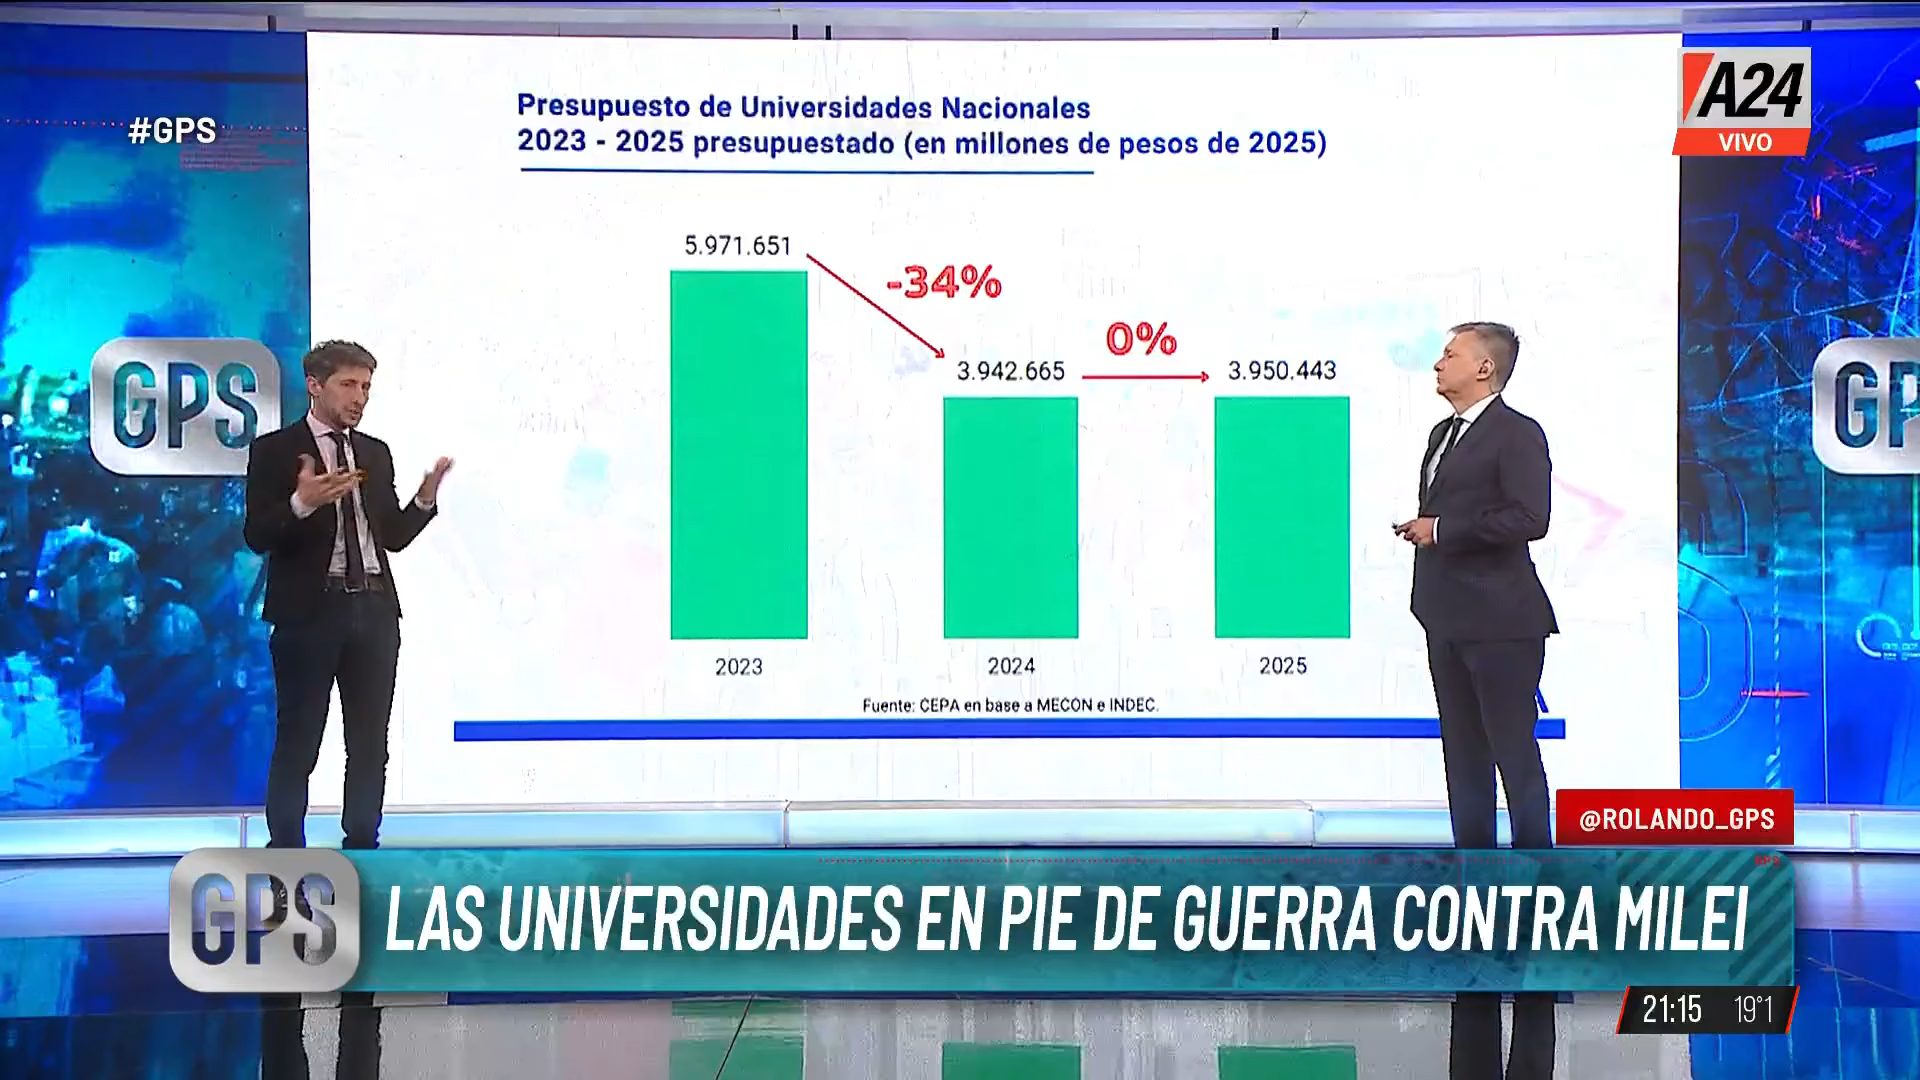 #GPS
A24
VIVO
Presupuesto de Universidades Nacionales
2023 - 2025 presupuestado (en millones de pesos de 2025)
5.971.651
-34%
0%
3.942.665
3.950.443
GPS
GP
2023
2024
2025
Fuente: CEPA en base a MECON e INDEC.
@ROLANDO_GPS
GPS
GPS
LAS UNIVERSIDADES EN PIE DE GUERRA CONTRA MILEI
21:15 19°1